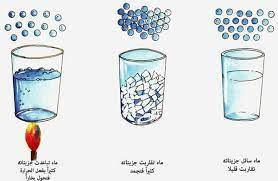 ماء سائل جزيئاته
تقاربت قليلا
ماء تقاربت جزيئاته
كثيراً فتجمد
ماء تباعدت جزيئاته
كثيراً بفعل الحرارة
فتحول بخاراً